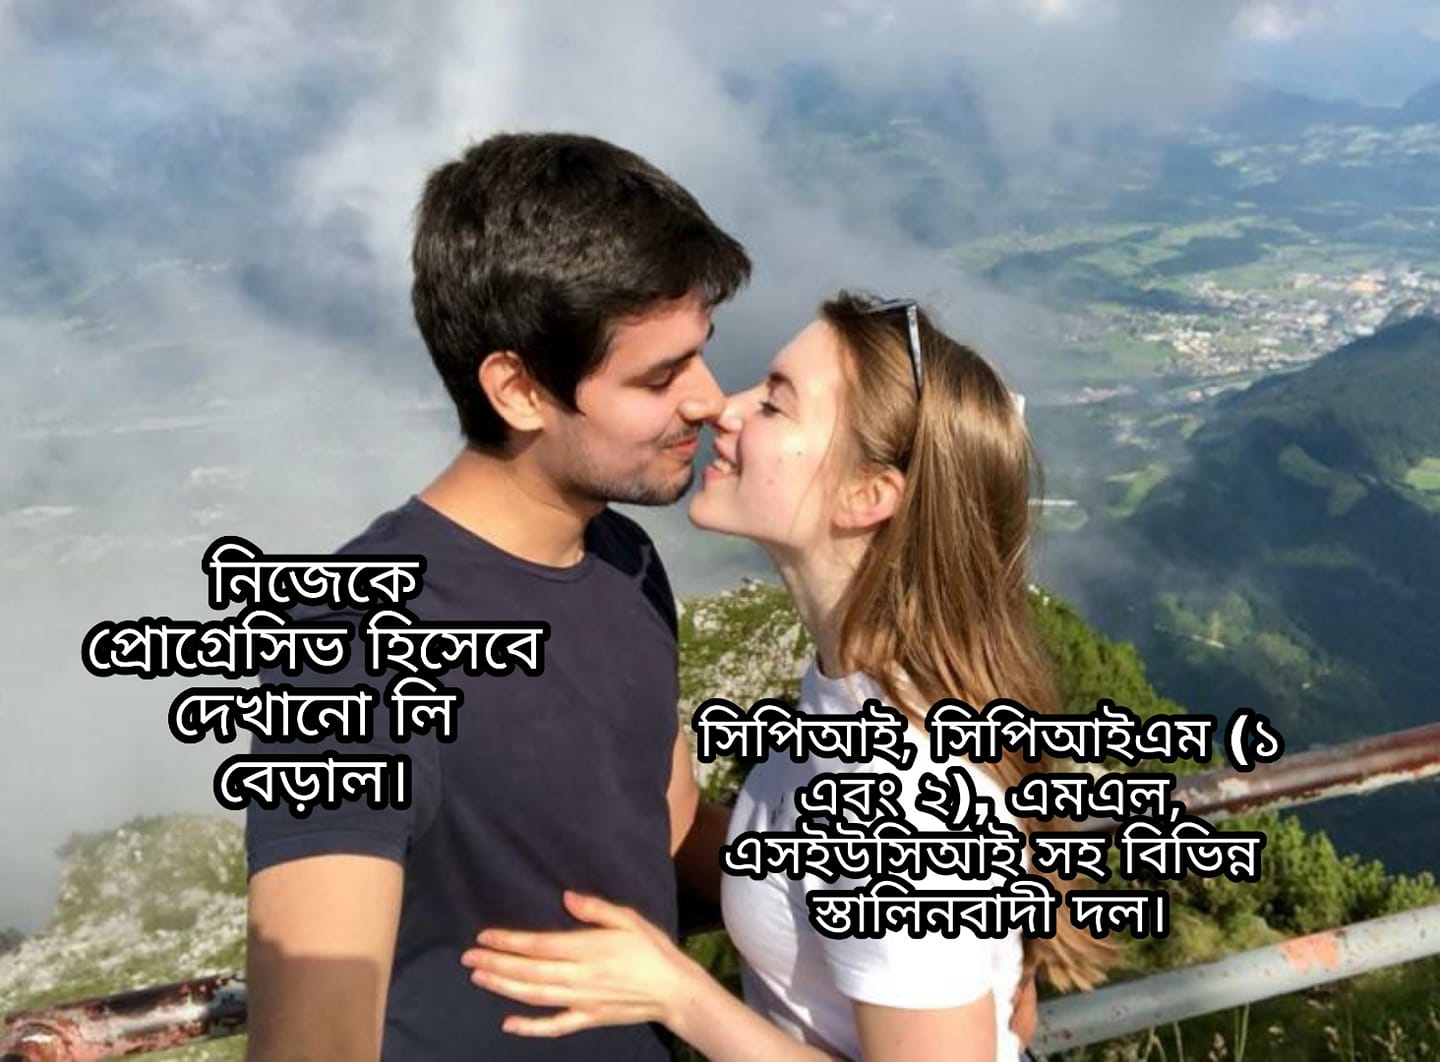 নিজেকে
প্রোগ্রেসিভ হিসেবে
দেখানো লি
বেড়াল।
সিপিআই, সিপিআইএম (১
এবং ২), এমএল,
এসইউসিআই সহ বিভিন্ন
স্তালিনবাদী দল।